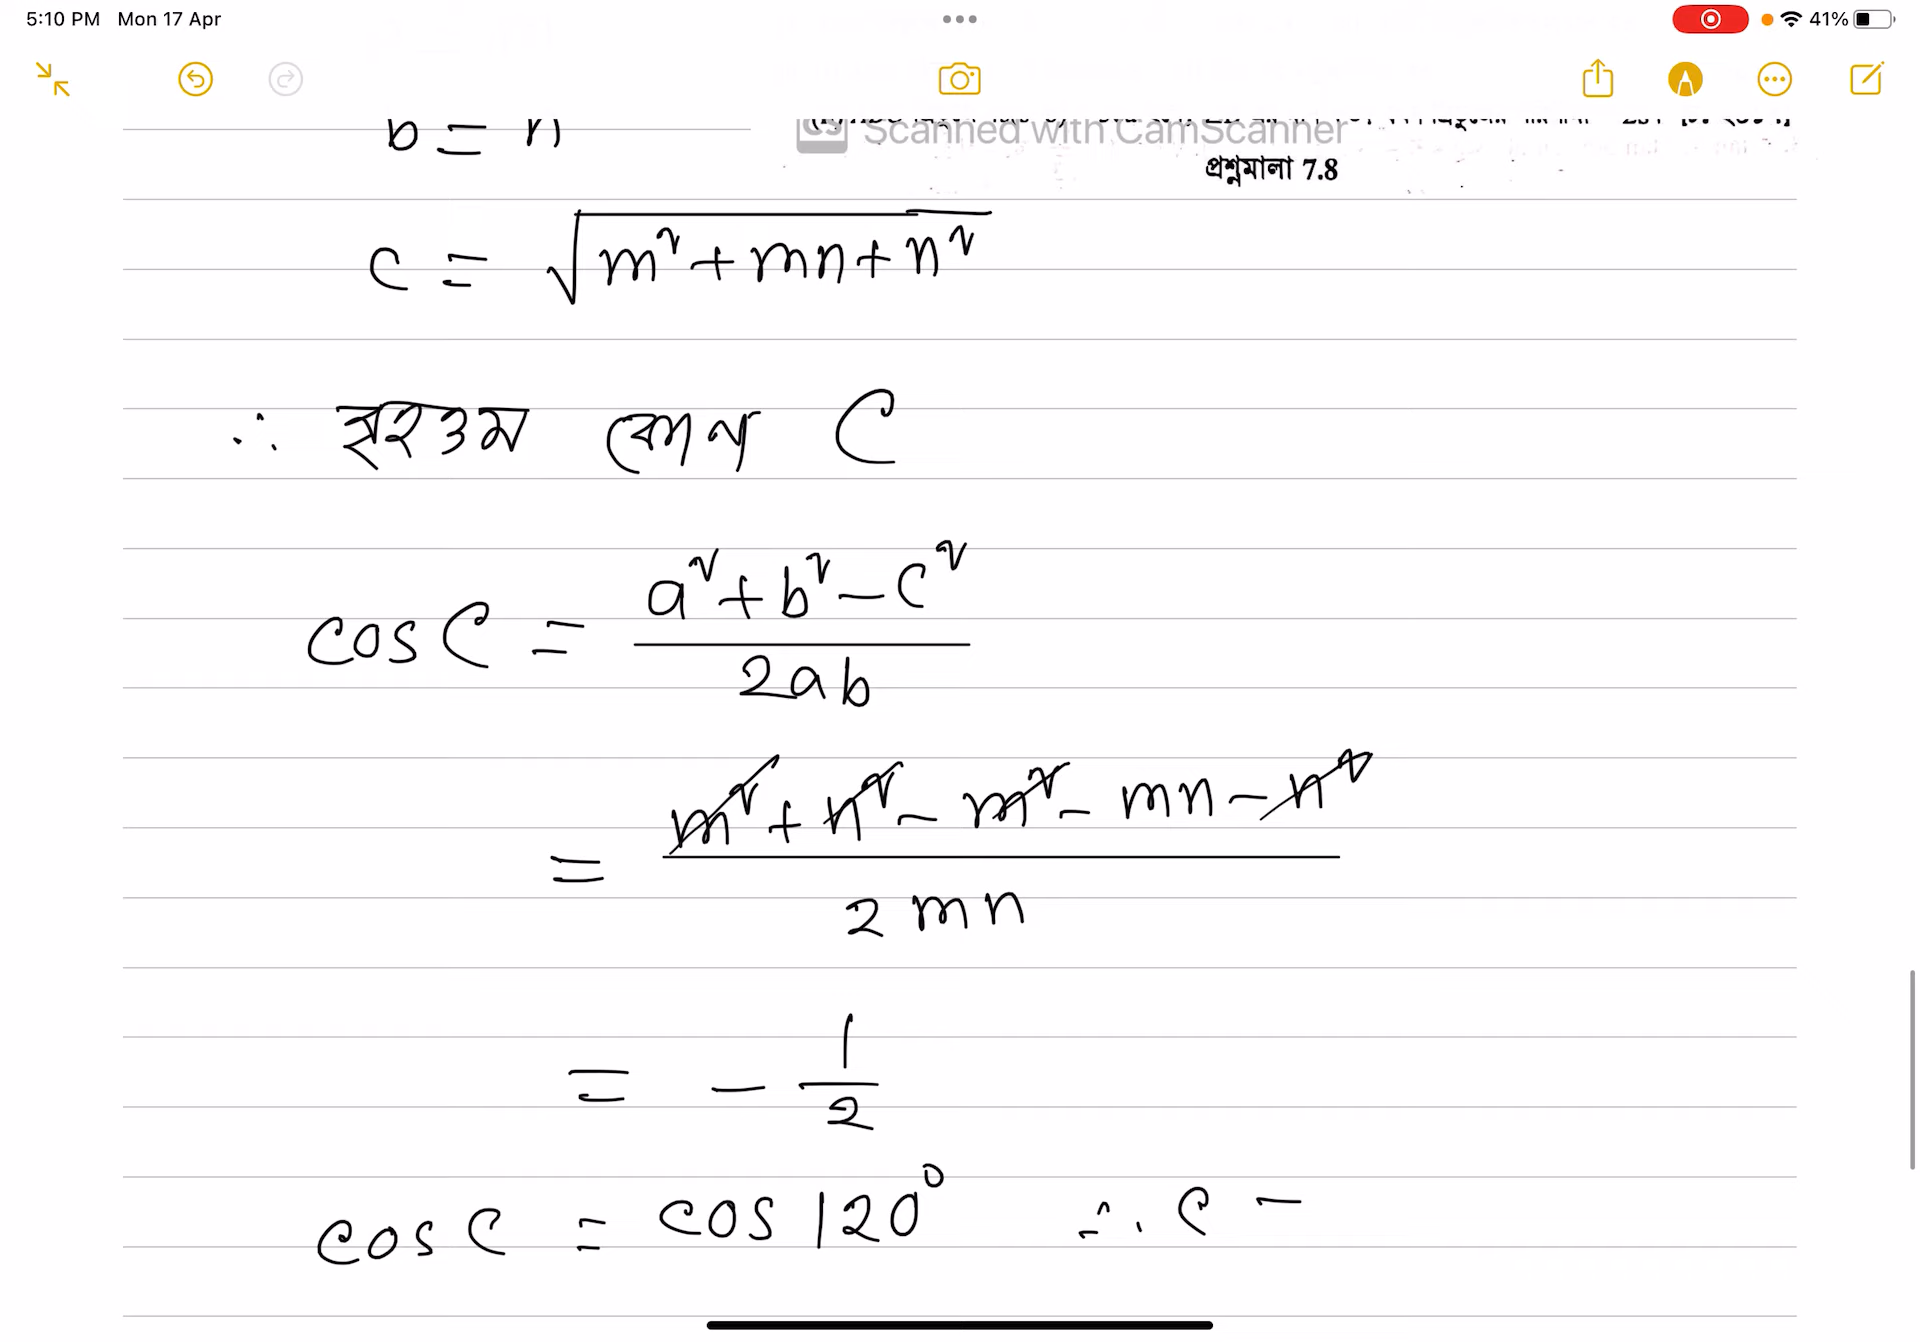 5:10 PM Mon 17 Apr
41%
b = n
CS Scanned with CamScanner
প্রশ্নমালা 7.8
c = √(m² + mn + n²)
∴ বৃহত্তম কোণ C
cos C = (a² + b² - c²) / 2ab
= (m² + n² - m² - mn - n²) / 2mn
= - 1/2
cos C = cos 120° ∴ C -